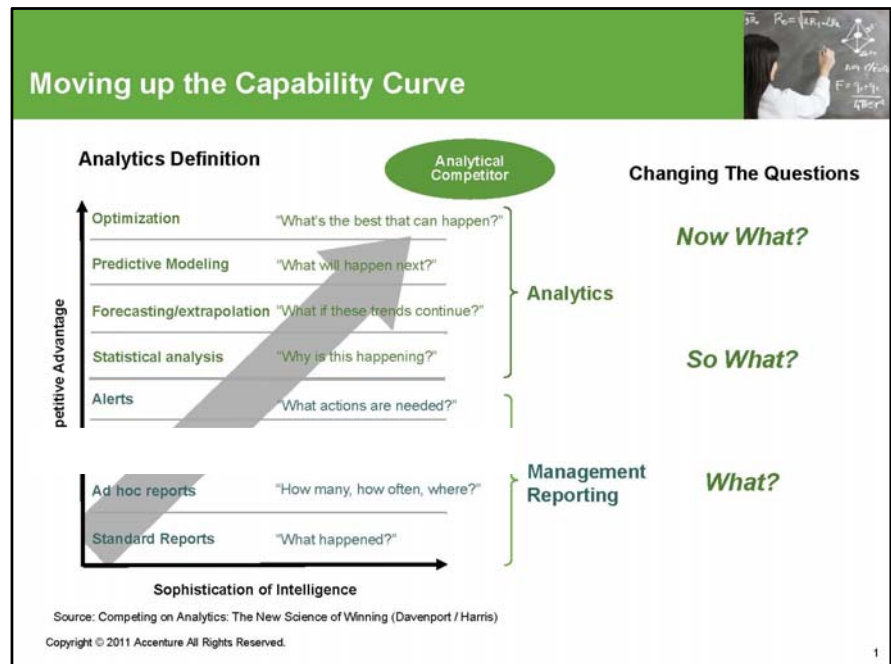 Moving up the Capability Curve
Analytics Definition
Analytical
Competitor
Changing The Questions
Optimization "What's the best that can happen?"
Now What?
Predictive Modeling "What will happen next?"
Analytics
Forecasting/extrapolation "What if these trends continue?"
Statistical analysis "Why is this happening?"
So What?
Alerts "What actions are needed?"
Management
Reporting
Ad hoc reports "How many, how often, where?"
What?
Standard Reports "What happened?"
petitive Advantage
Sophistication of Intelligence
Source: Competing on Analytics: The New Science of Winning (Davenport / Harris)
Copyright © 2011 Accenture All Rights Reserved.
1